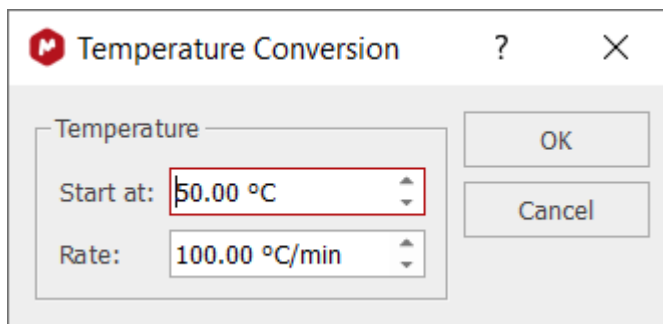 Temperature Conversion ?
Temperature
OK
Start at: 50.00 °C
Cancel
Rate: 100.00 °C/min